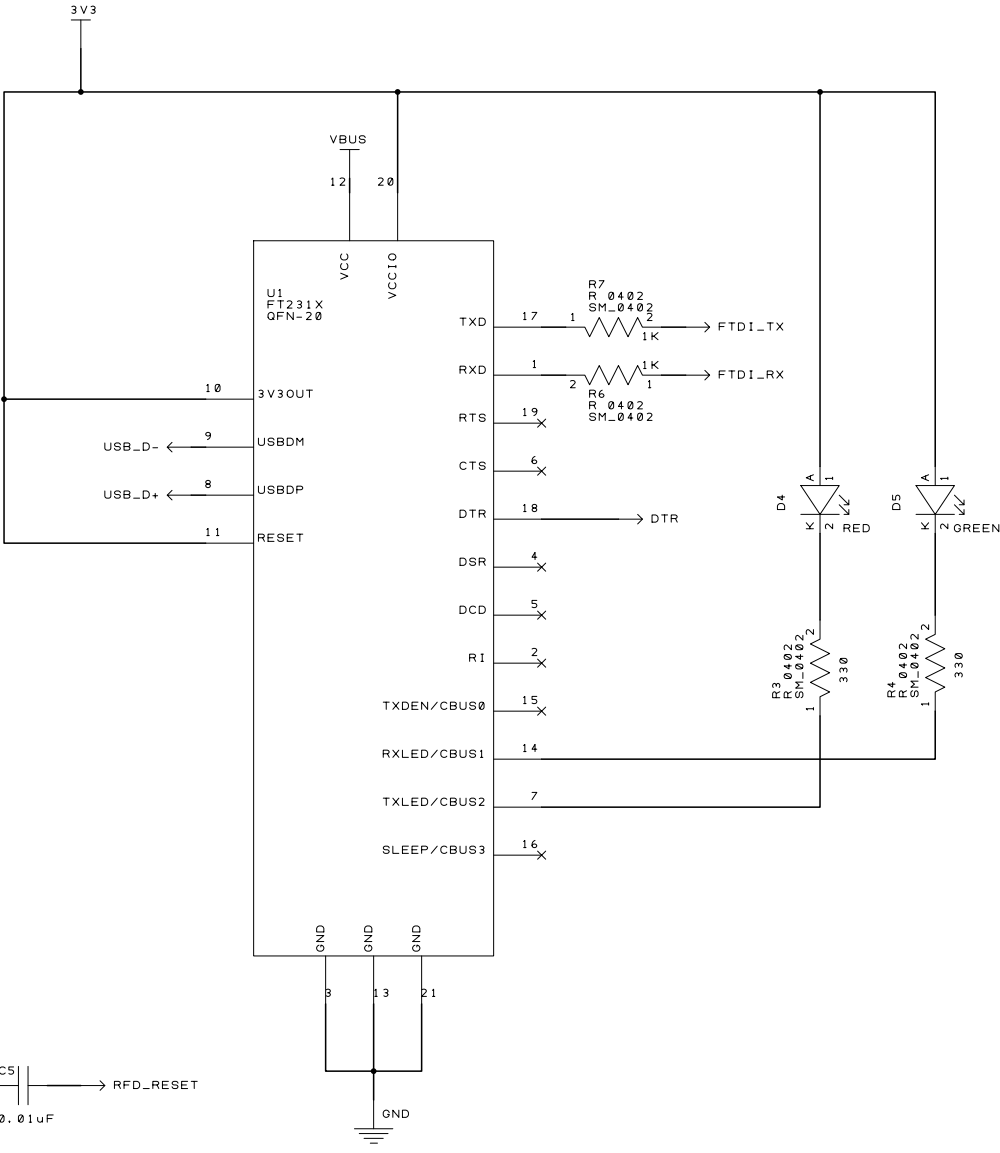 3V3
VBUS
12
20
VCC
VCCIO
U1
FT231X
QFN-20
R7
R 0402
SM_0402
TXD
17
1
2
1K
FTDI_TX
RXD
1
2
1K
1
FTDI_RX
R6
R 0402
SM_0402
10
3V3OUT
RTS
19
9
USB_D-
USBDM
CTS
6
8
USB_D+
USBDP
DTR
18
DTR
11
RESET
DSR
4
DCD
5
RI
2
TXDEN/CBUS0
15
RXLED/CBUS1
14
TXLED/CBUS2
7
SLEEP/CBUS3
16
A
1
D4
K
2
RED
A
1
D5
K
2
GREEN
R3
R 0402
SM_0402
2
1
330
R4
R 0402
SM_0402
2
1
330
GND
GND
GND
3
13
21
GND
C5
RFD_RESET
0.01uF